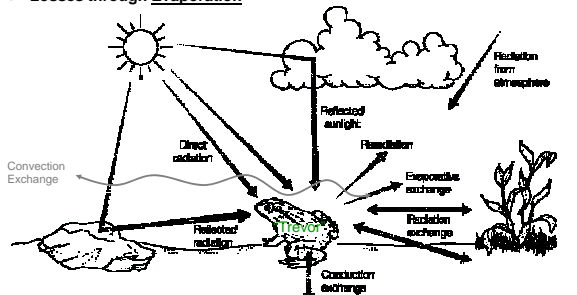 Losses through Evaporation
Radiation
from
atmosphere
Reflected
sunlight
Direct
radiation
Reradiation
Convection
Exchange
Evaporative
exchange
"Trevor"
Reflected
radiation
Radiation
exchange
Conduction
exchange